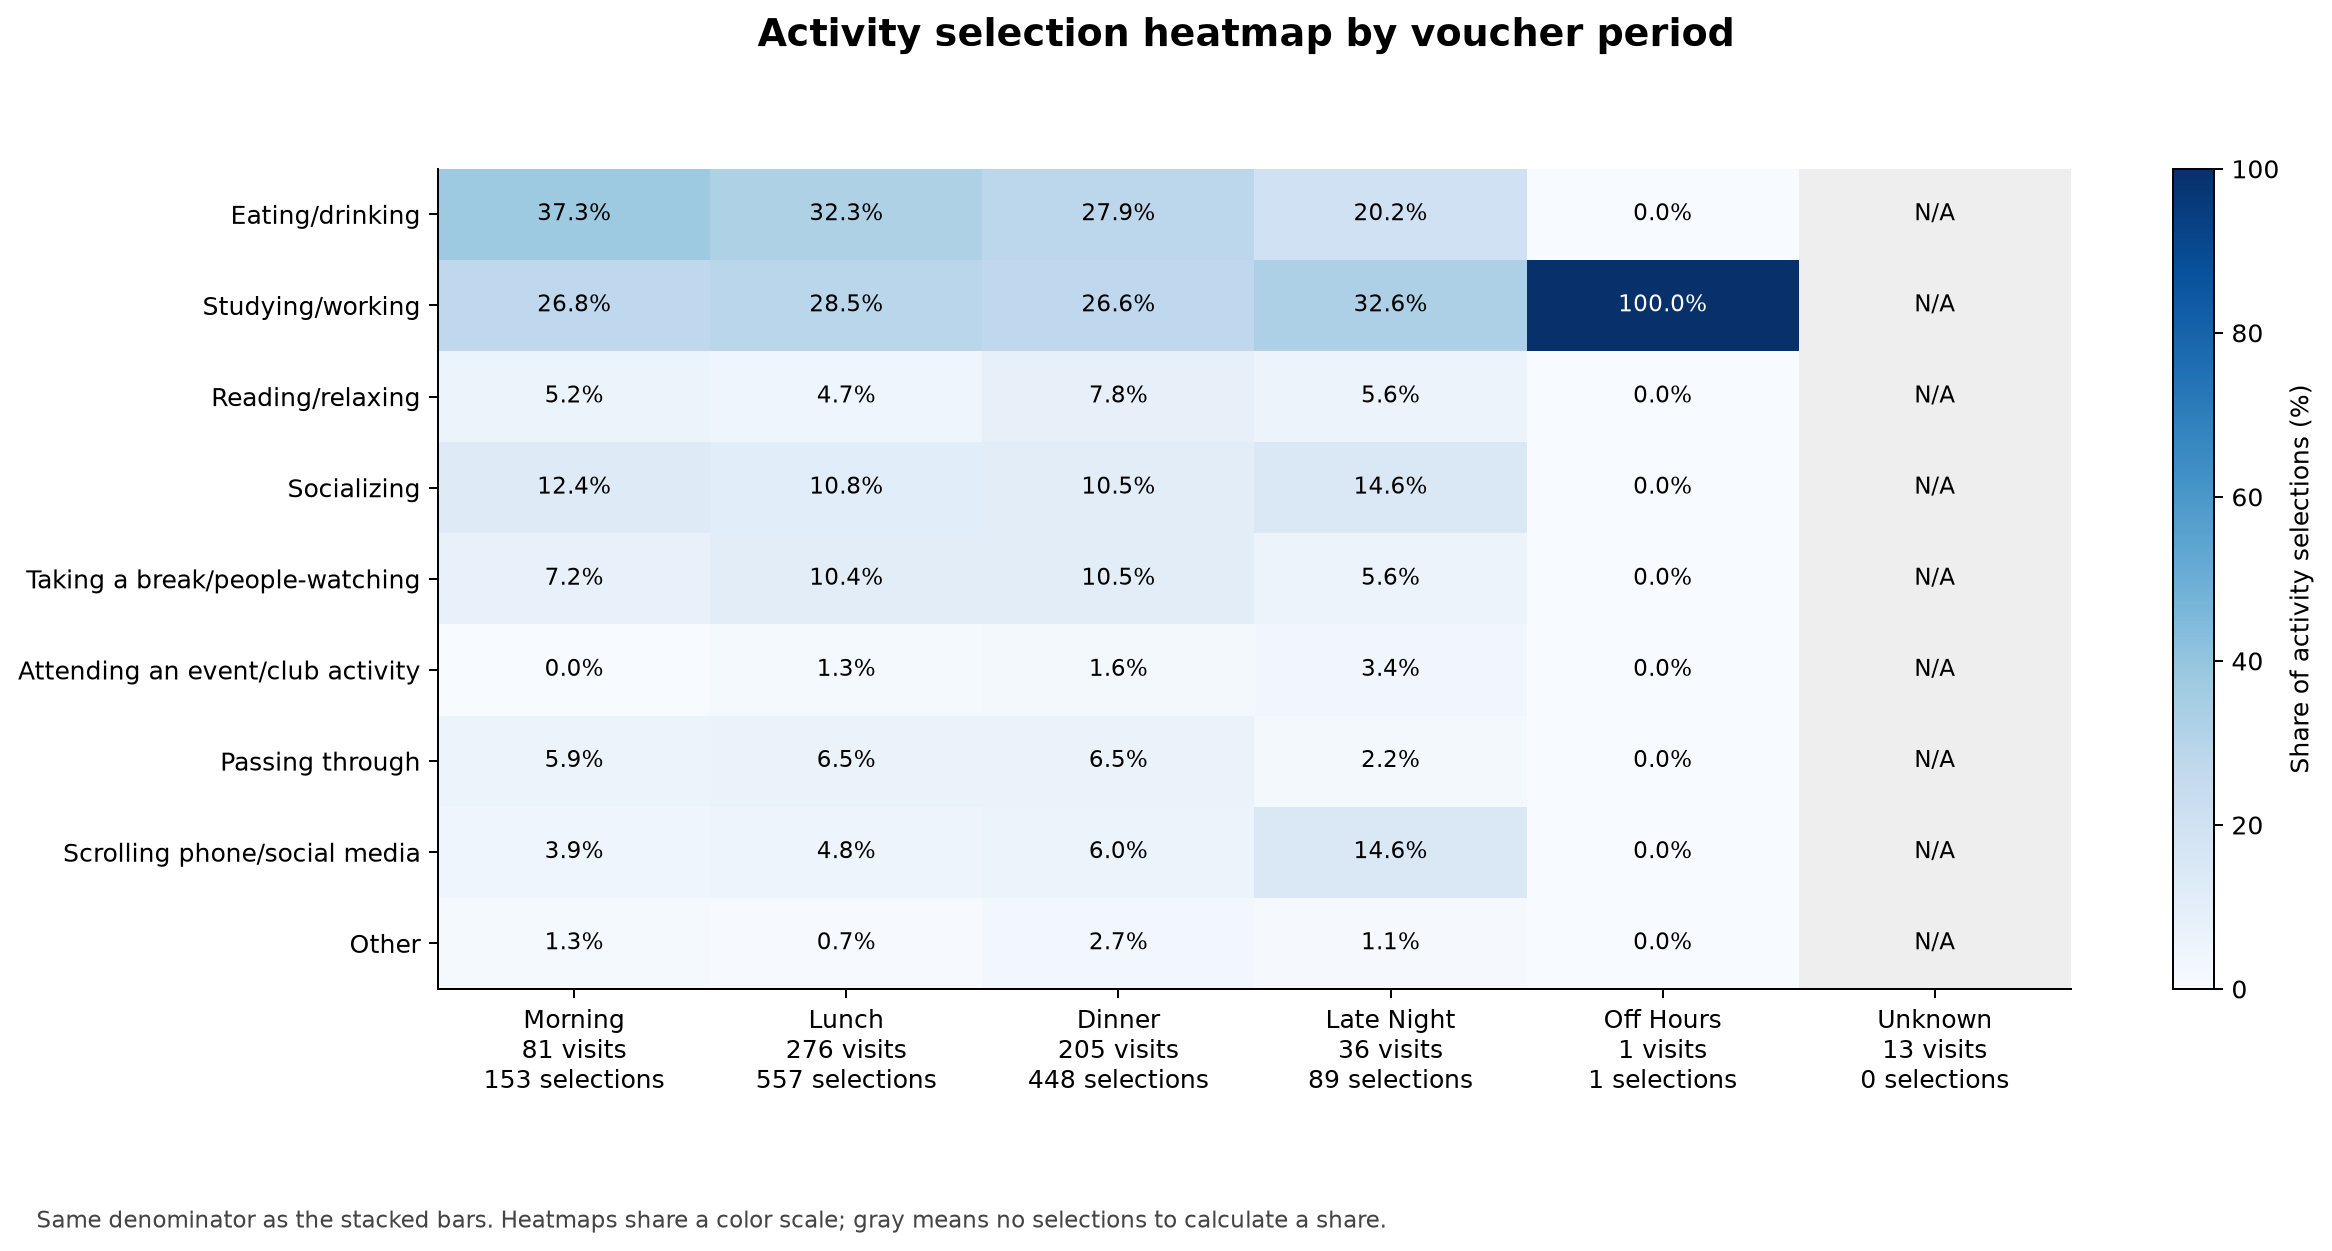 Activity selection heatmap by voucher period
Eating/drinking 37.3% 32.3% 27.9% 20.2% 0.0% N/A
Studying/working 26.8% 28.5% 26.6% 32.6% 100.0% N/A
Reading/relaxing 5.2% 4.7% 7.8% 5.6% 0.0% N/A
Socializing 12.4% 10.8% 10.5% 14.6% 0.0% N/A
Taking a break/people-watching 7.2% 10.4% 10.5% 5.6% 0.0% N/A
Attending an event/club activity 0.0% 1.3% 1.6% 3.4% 0.0% N/A
Passing through 5.9% 6.5% 6.5% 2.2% 0.0% N/A
Scrolling phone/social media 3.9% 4.8% 6.0% 14.6% 0.0% N/A
Other 1.3% 0.7% 2.7% 1.1% 0.0% N/A
Morning Lunch Dinner Late Night Off Hours Unknown
81 visits 276 visits 205 visits 36 visits 1 visits 13 visits
153 selections 557 selections 448 selections 89 selections 1 selections 0 selections
100
80
60
40
20
0
Share of activity selections (%)
Same denominator as the stacked bars. Heatmaps share a color scale; gray means no selections to calculate a share.